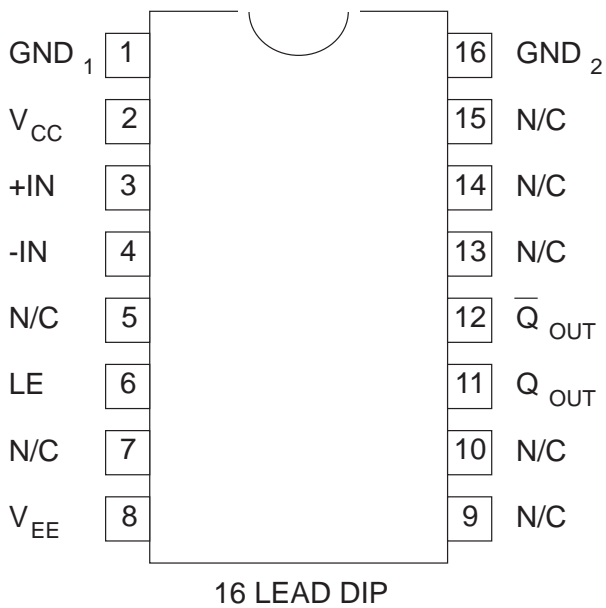 GND 1 1 16 GND 2
VCC 2 15 N/C
+IN 3 14 N/C
-IN 4 13 N/C
N/C 5 12 Q̅ OUT
LE 6 11 Q OUT
N/C 7 10 N/C
VEE 8 9 N/C
16 LEAD DIP